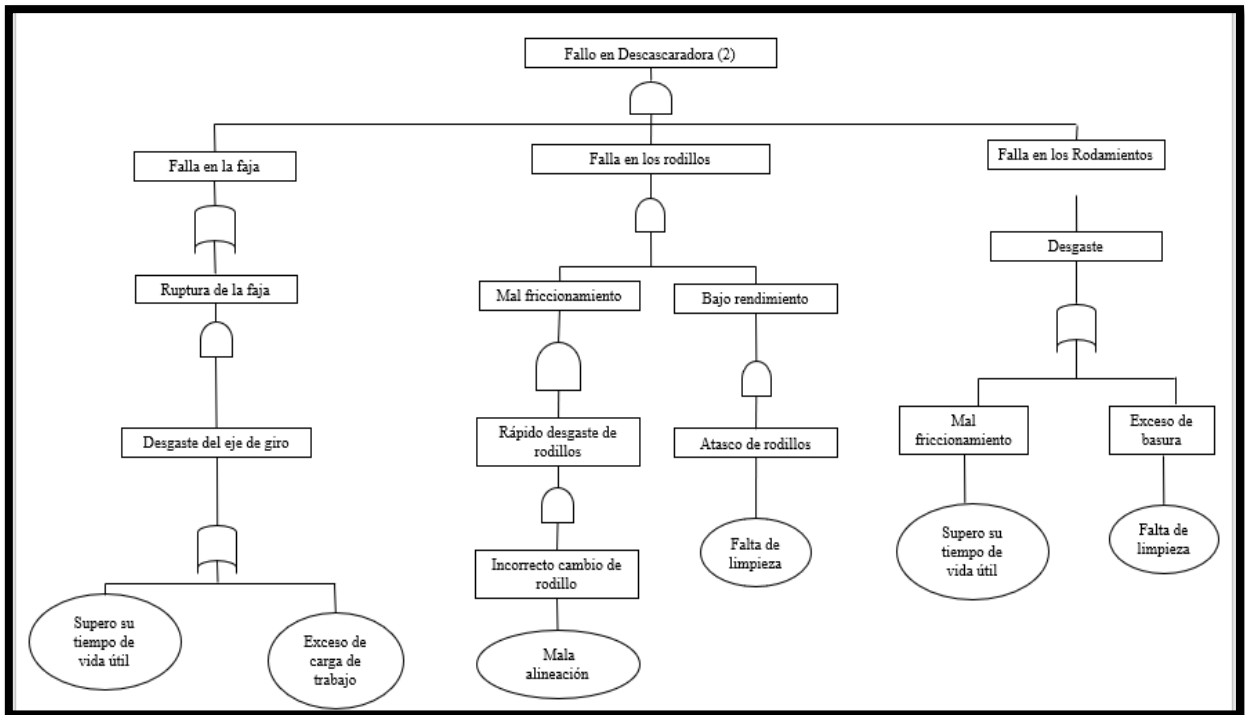 Fallo en Descascaradora (2)
Falla en la faja
Falla en los rodillos
Falla en los Rodamientos
Desgaste
Ruptura de la faja
Mal friccionamiento
Bajo rendimiento
Desgaste del eje de giro
Rápido desgaste de
rodillos
Atasco de rodillos
Mal
friccionamiento
Exceso de
basura
Incorrecto cambio de
rodillo
Falta de
limpieza
Supero su
tiempo de
vida útil
Falta de
limpieza
Supero su
tiempo de
vida útil
Exceso de
carga de
trabajo
Mala
alineación